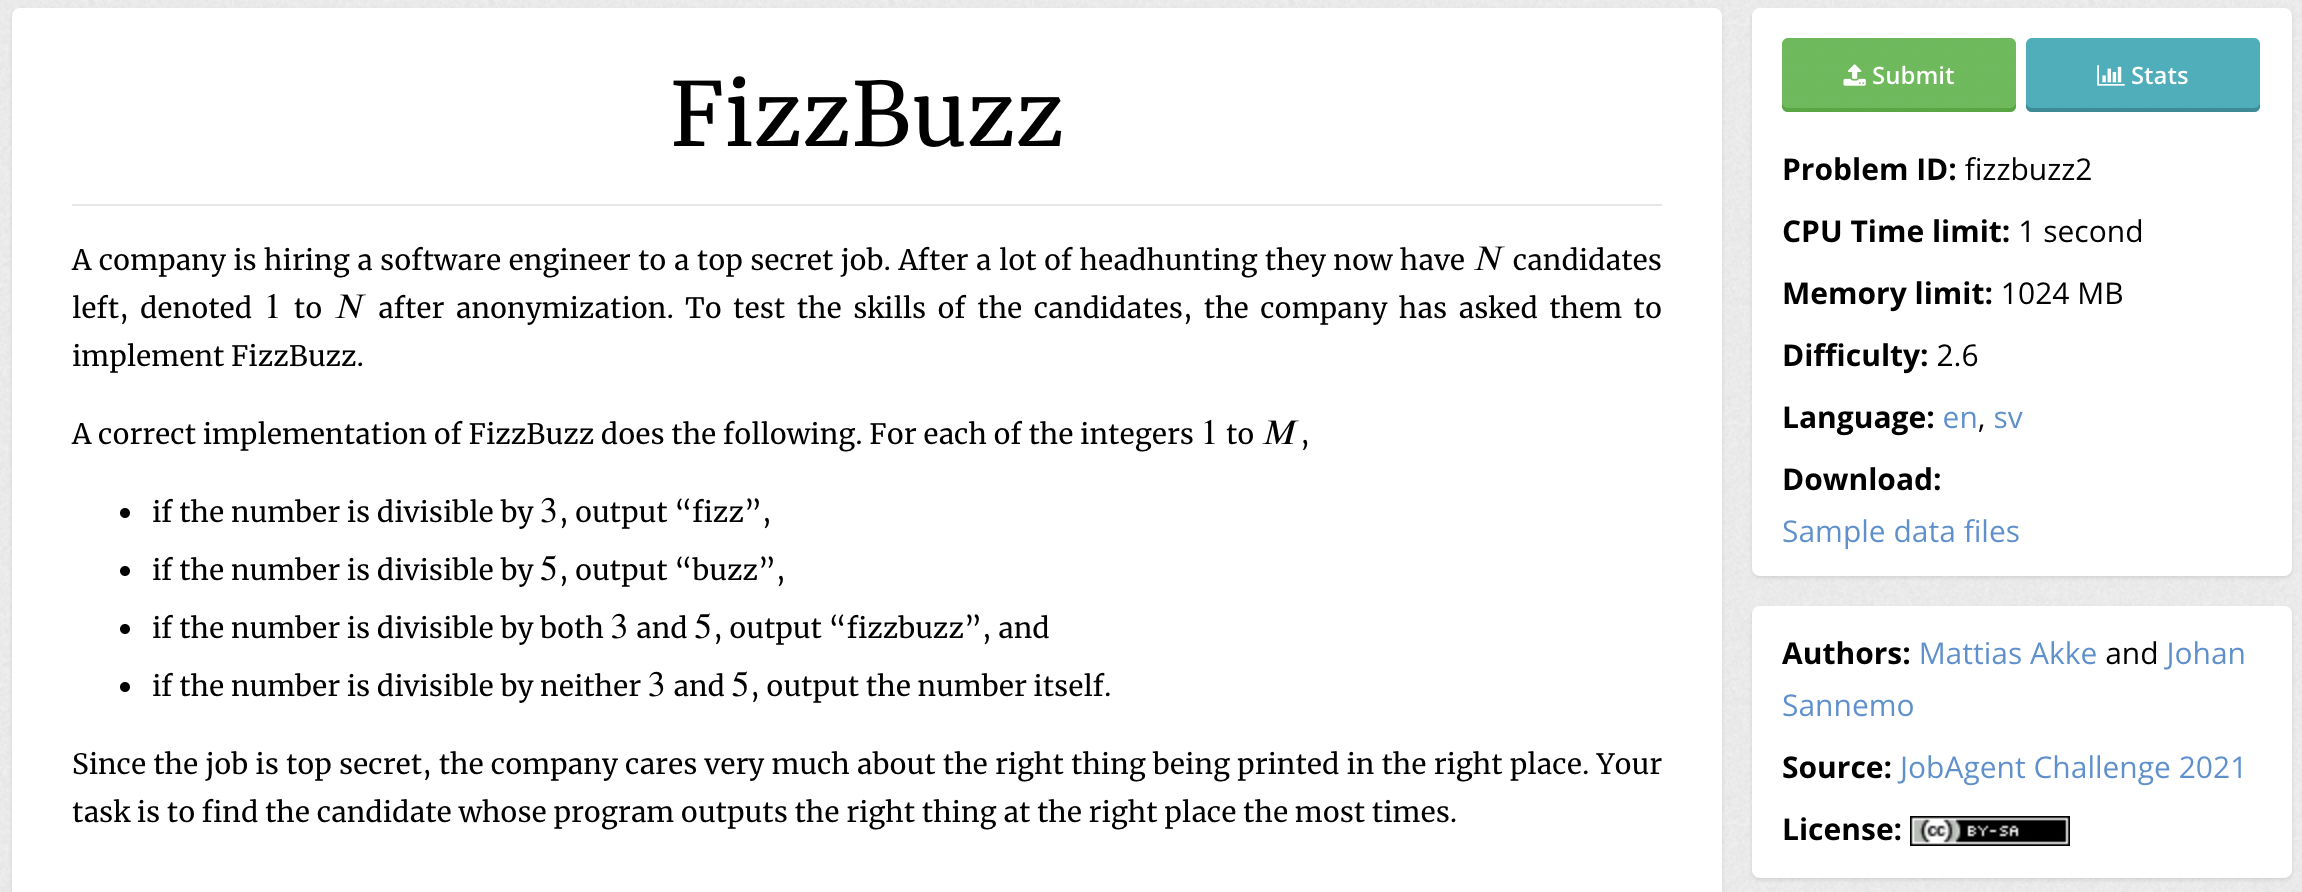 FizzBuzz
A company is hiring a software engineer to a top secret job. After a lot of headhunting they now have N candidates
left, denoted 1 to N after anonymization. To test the skills of the candidates, the company has asked them to
implement FizzBuzz.
A correct implementation of FizzBuzz does the following. For each of the integers 1 to M,
• if the number is divisible by 3, output “fizz”,
• if the number is divisible by 5, output “buzz”,
• if the number is divisible by both 3 and 5, output “fizzbuzz”, and
• if the number is divisible by neither 3 and 5, output the number itself.
Since the job is top secret, the company cares very much about the right thing being printed in the right place. Your
task is to find the candidate whose program outputs the right thing at the right place the most times.
Submit
Stats
Problem ID: fizzbuzz2
CPU Time limit: 1 second
Memory limit: 1024 MB
Difficulty: 2.6
Language: en, sv
Download:
Sample data files
Authors: Mattias Akke and Johan
Sannemo
Source: JobAgent Challenge 2021
License: (cc) BY-SA